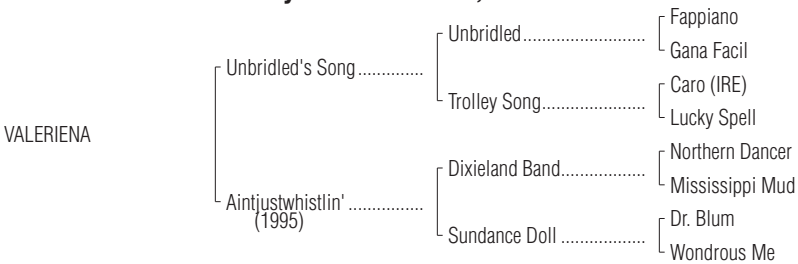 Fappiano
Unbridled..........................
Gana Facil
Unbridled's Song..............
Caro (IRE)
Trolley Song......................
Lucky Spell
VALERIENA
Northern Dancer
Dixieland Band..................
Mississippi Mud
Aintjustwhistlin' ................
(1995)
Dr. Blum
Sundance Doll ..................
Wondrous Me